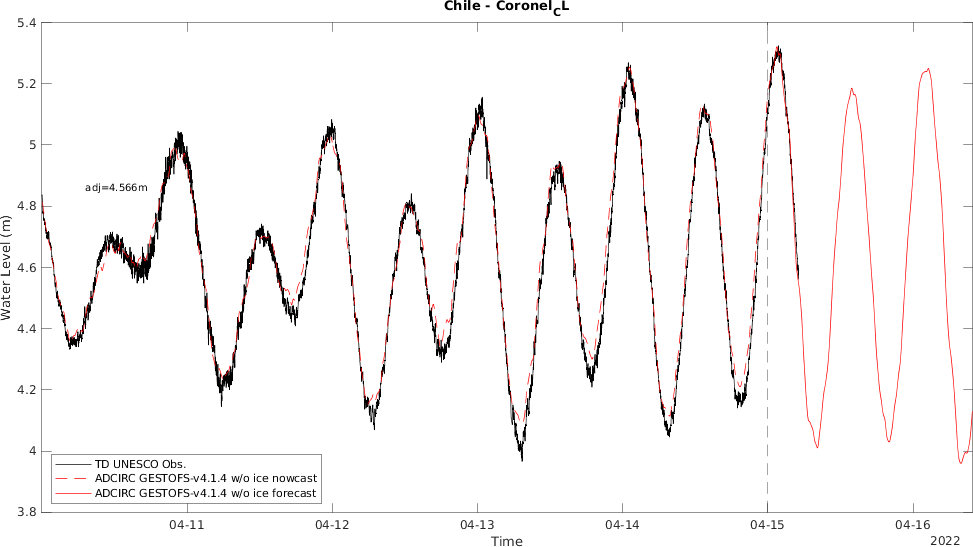 Chile - Coronel_CL
5.4
5.2
5
4.8
4.6
4.4
4.2
4
3.8
Water Level (m)
adj=4.566m
TD UNESCO Obs.
ADCIRC GESTOFS-v4.1.4 w/o ice nowcast
ADCIRC GESTOFS-v4.1.4 w/o ice forecast
04-11 04-12 04-13 04-14 04-15 04-16
Time
2022